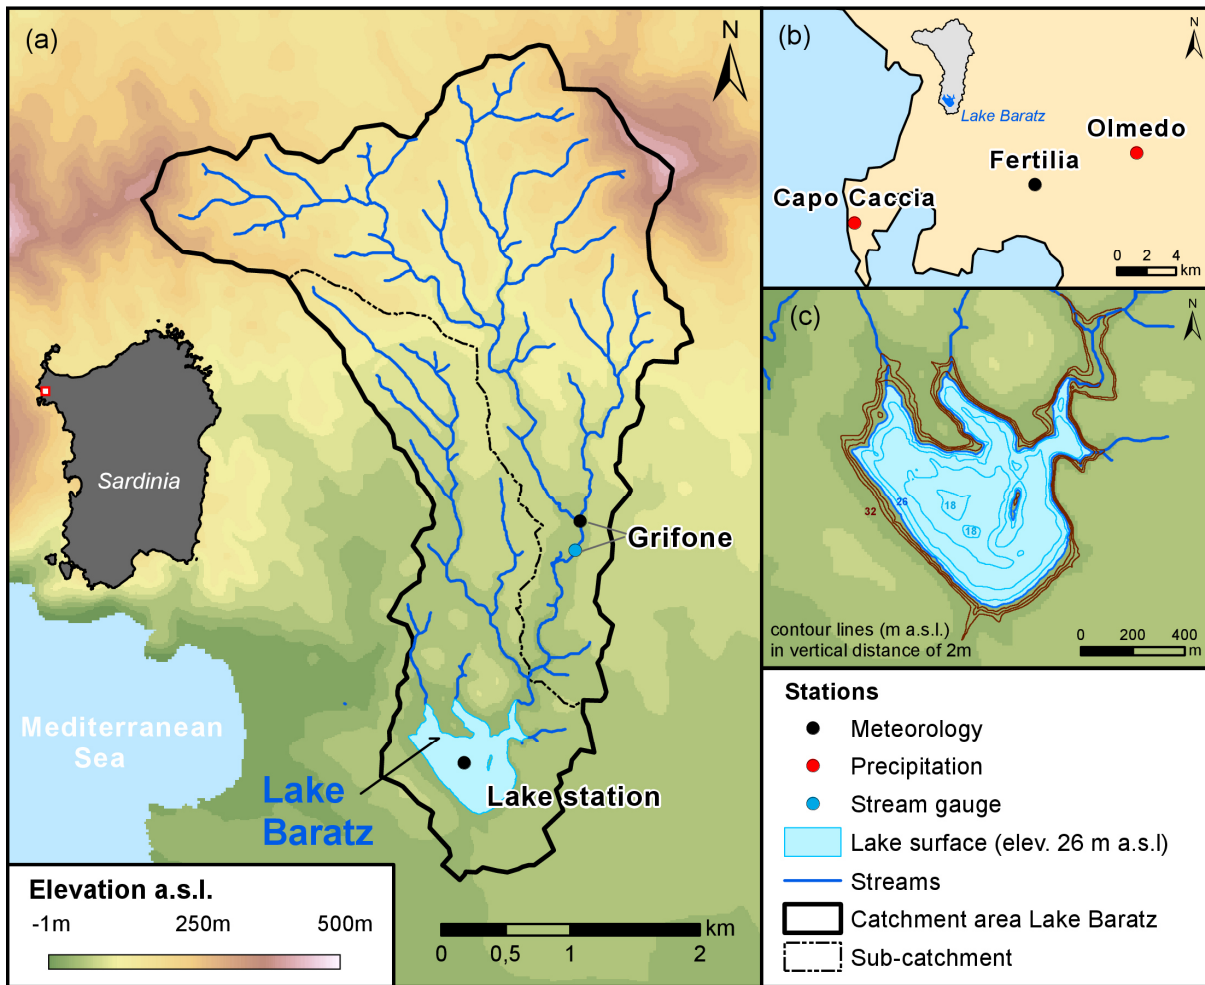 (a)
N
Sardinia
Grifone
Mediterranean
Sea
Lake
Baratz
Lake station
Elevation a.s.l.
-1m 250m 500m
km
0 0,5 1 2
(b)
N
Lake Baratz
Olmedo
Fertilia
Capo Caccia
0 2 4
km
(c)
N
32
26
18
18
contour lines (m a.s.l.)
in vertical distance of 2m
0 200 400
m
Stations
Meteorology
Precipitation
Stream gauge
Lake surface (elev. 26 m a.s.l)
Streams
Catchment area Lake Baratz
Sub-catchment